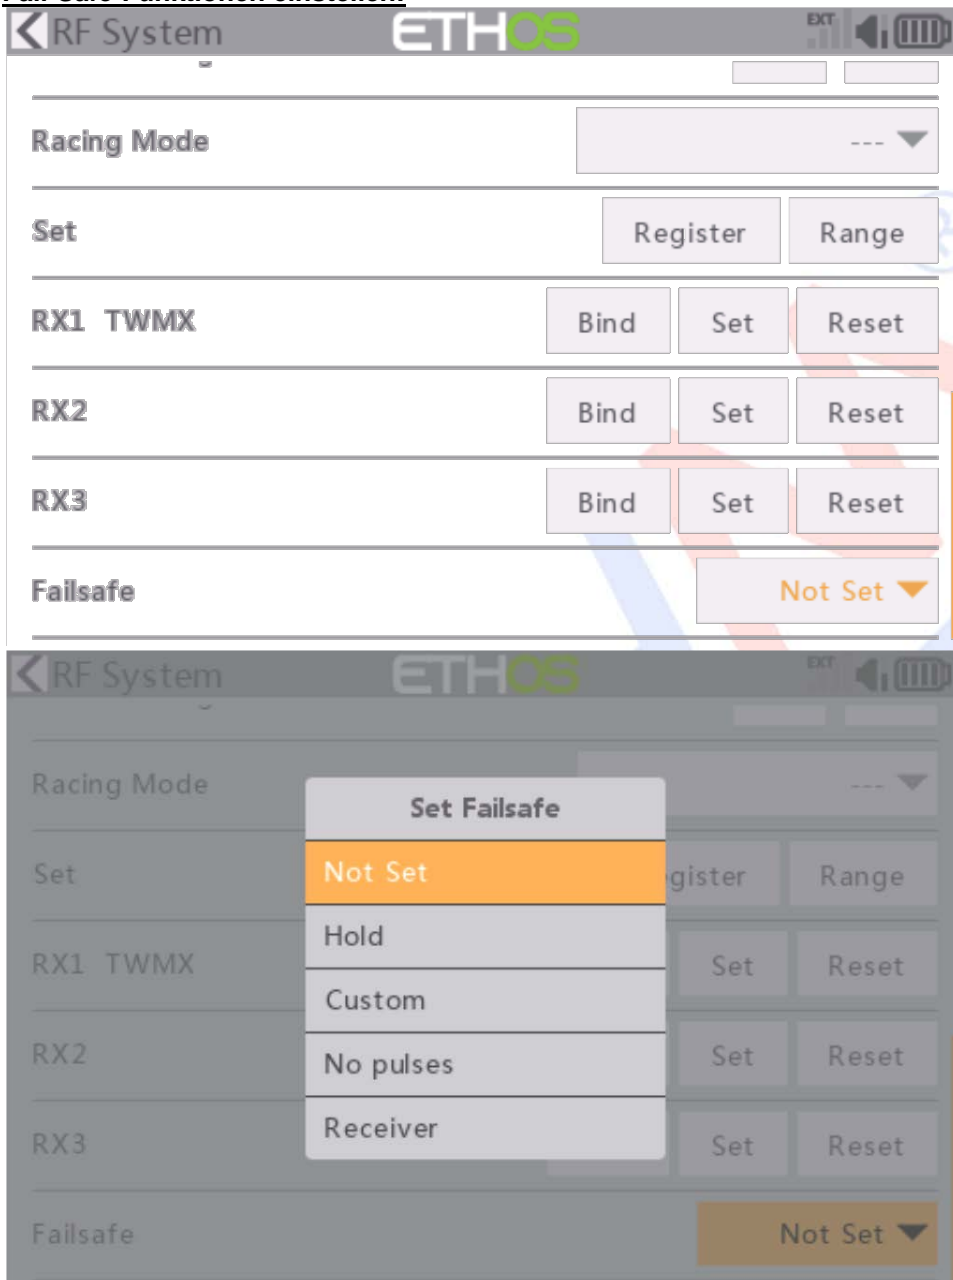 RF System ETHOS EXT
Racing Mode ---
Set Register Range
RX1 TWMX Bind Set Reset
RX2 Bind Set Reset
RX3 Bind Set Reset
Failsafe Not Set
RF System ETHOS EXT
Racing Mode ---
Set Failsafe
Set Not Set gister Range
Hold
RX1 TWMX Set Reset
Custom
RX2 Set Reset
No pulses
Receiver
RX3 Set Reset
Failsafe Not Set